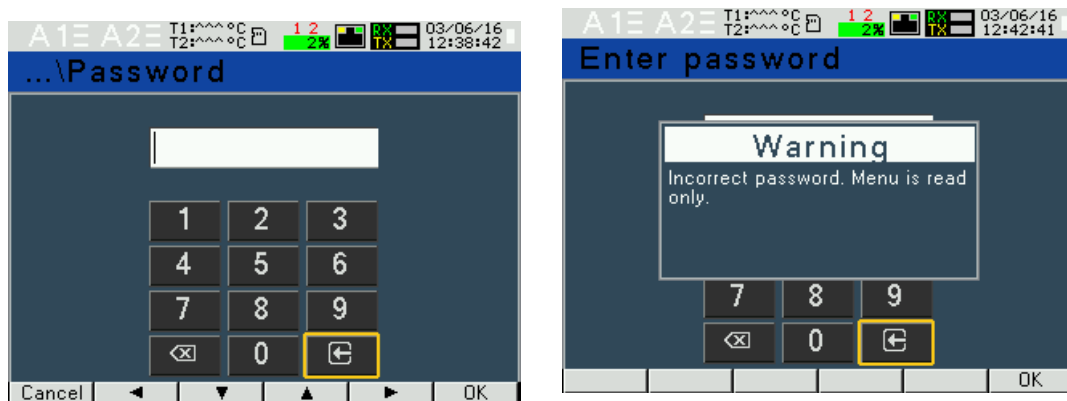 A1 A2 T1:^^^°C 1 2 RX 03/06/16
T2:^^^°C 2% TX 12:38:42
...\Password
1 2 3
4 5 6
7 8 9
0
Cancel ◄ ▼ ▲ ► OK
A1 A2 T1:^^^°C 1 2 RX 03/06/16
T2:^^^°C 2% TX 12:42:41
Enter password
Warning
Incorrect password. Menu is read
only.
7 8 9
0
OK